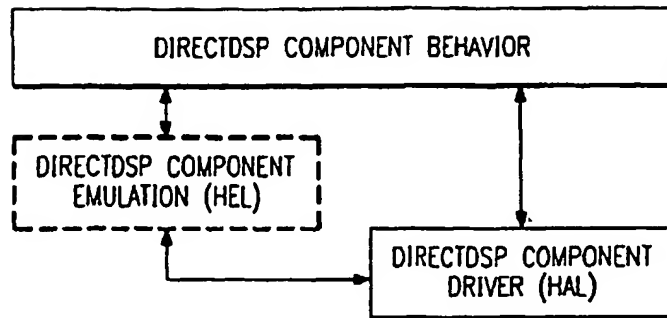 DIRECTDSP COMPONENT BEHAVIOR
DIRECTDSP COMPONENT
EMULATION (HEL)
DIRECTDSP COMPONENT
DRIVER (HAL)